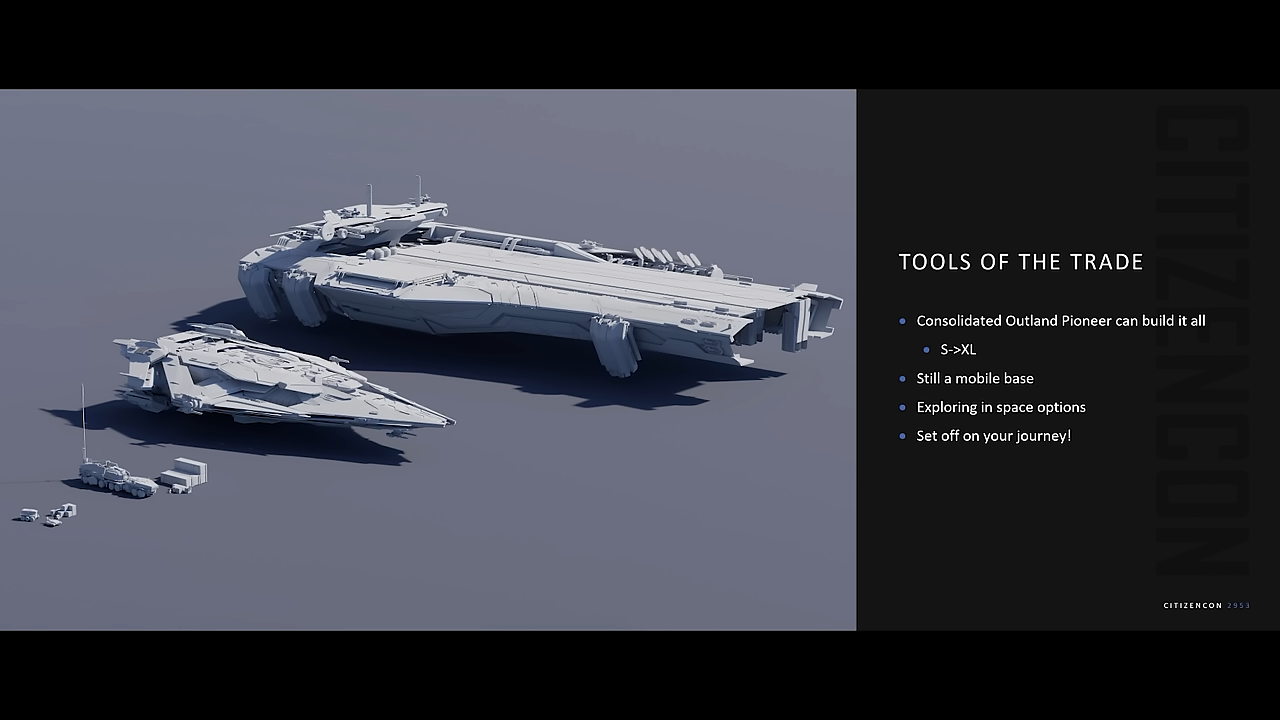 TOOLS OF THE TRADE
Consolidated Outland Pioneer can build it all
S->XL
Still a mobile base
Exploring in space options
Set off on your journey!
CITIZENCON
CITIZENCON 2953